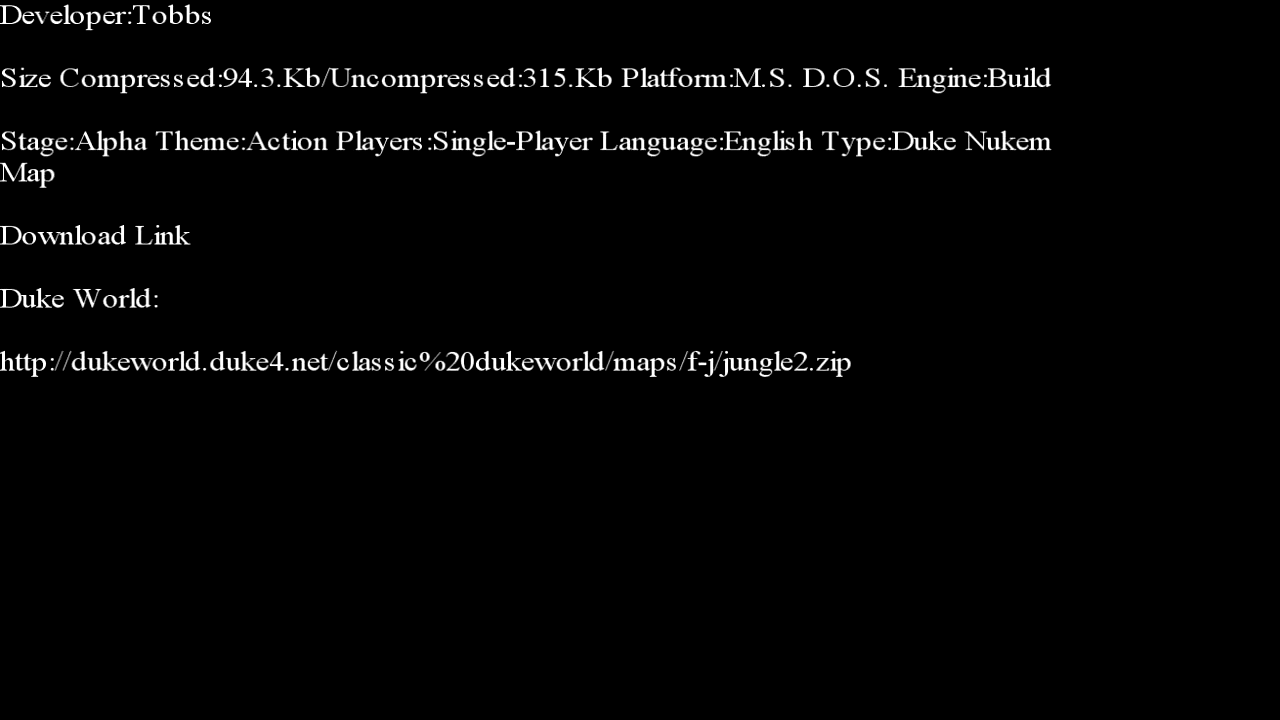 Developer:Tobbs
Size Compressed:94.3.Kb/Uncompressed:315.Kb Platform:M.S. D.O.S. Engine:Build
Stage:Alpha Theme:Action Players:Single-Player Language:English Type:Duke Nukem
Map
Download Link
Duke World:
http://dukeworld.duke4.net/classic%20dukeworld/maps/f-j/jungle2.zip